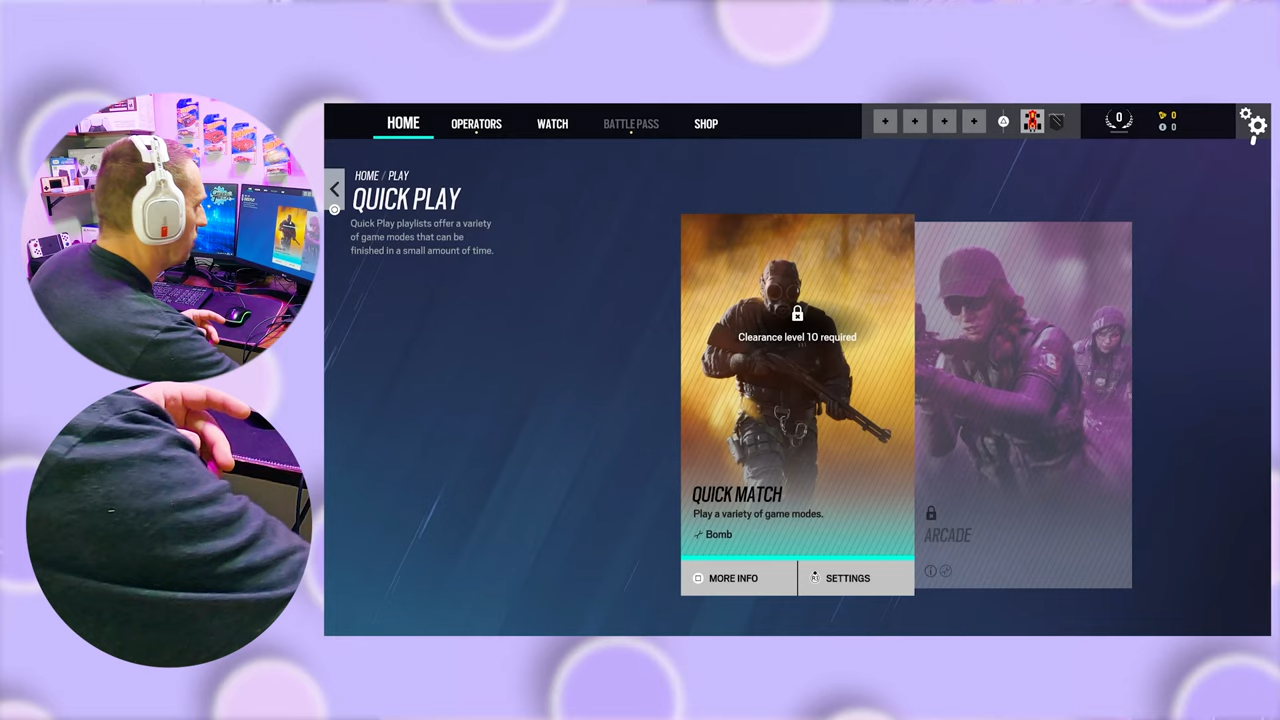 HOME
OPERATORS
WATCH
BATTLE PASS
SHOP
0
0
0
HOME / PLAY
QUICK PLAY
Quick Play playlists offer a variety
of game modes that can be
finished in a small amount of time.
Clearance level 10 required
QUICK MATCH
Play a variety of game modes.
Bomb
MORE INFO
R3 SETTINGS
ARCADE